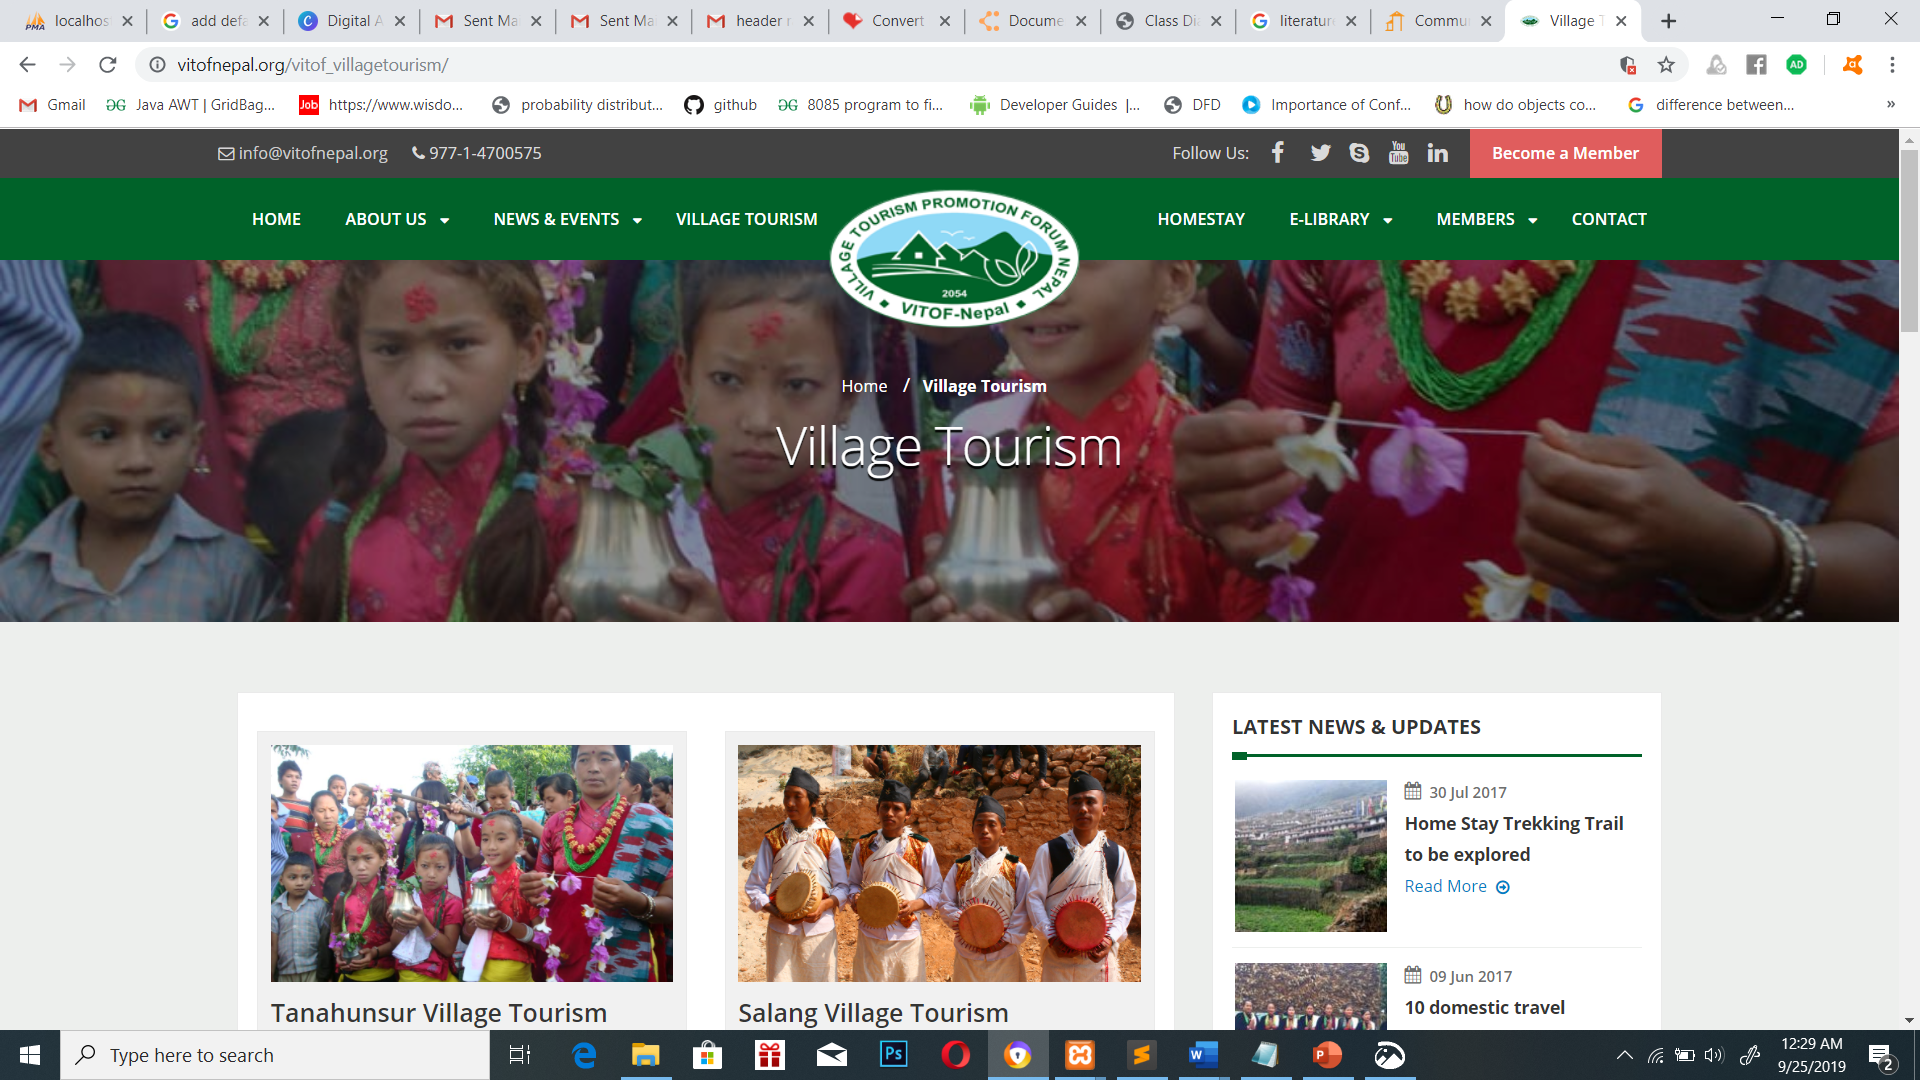 localhos
add defa
Digital A
Sent Ma
Sent Ma
header r
Convert
Docume
Class Dia
literatur
Commu
Village T
vitofnepal.org/vitof_villagetourism/
Gmail
Java AWT | GridBag...
https://www.wisdo...
probability distribut...
github
8085 program to fi...
Developer Guides |...
DFD
Importance of Conf...
how do objects co...
difference between...
»
info@vitofnepal.org
977-1-4700575
Follow Us:
Become a Member
HOME
ABOUT US
NEWS & EVENTS
VILLAGE TOURISM
VILLAGE TOURISM PROMOTION FORUM NEPAL
2054
VITOF-Nepal
HOMESTAY
E-LIBRARY
MEMBERS
CONTACT
Home / Village Tourism
Village Tourism
Tanahunsur Village Tourism
Salang Village Tourism
LATEST NEWS & UPDATES
30 Jul 2017
Home Stay Trekking Trail
to be explored
Read More
09 Jun 2017
10 domestic travel
Type here to search
12:29 AM
9/25/2019
2